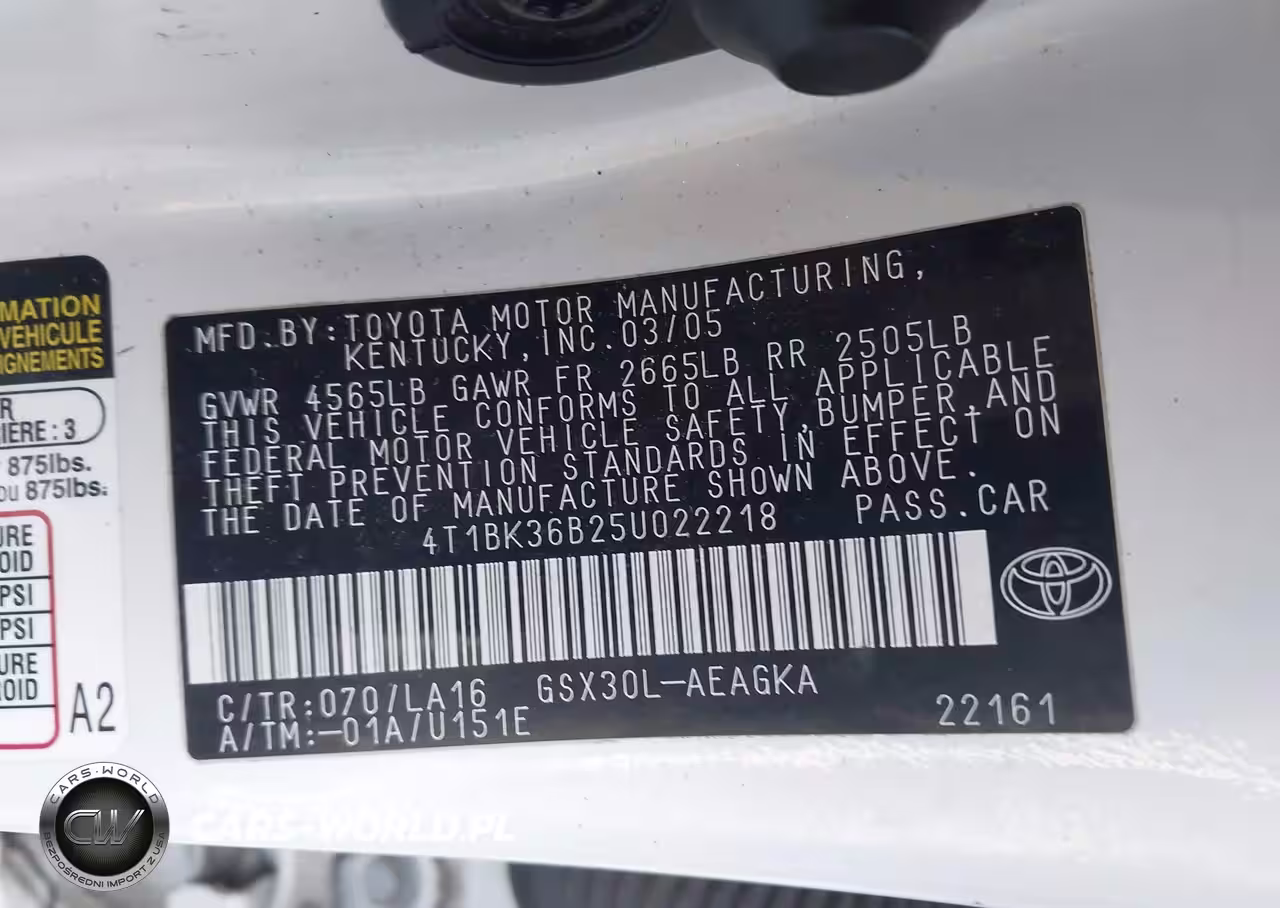 MFD.BY:TOYOTA MOTOR MANUFACTURING,
KENTUCKY,INC.03/05
GVWR 4565LB GAWR FR 2665LB RR 2505LB
THIS VEHICLE CONFORMS TO ALL APPLICABLE
FEDERAL MOTOR VEHICLE SAFETY,BUMPER,AND
THEFT PREVENTION STANDARDS IN EFFECT ON
THE DATE OF MANUFACTURE SHOWN ABOVE.
4T1BK36B25U022218 PASS.CAR
C/TR:070/LA16 GSX30L-AEAGKA
A/TM:-01A/U151E 22161
MATION
VEHICULE
IGNEMENTS
R
IERE : 3
875lbs.
ou 875lbs.
URE
OID
PSI
PSI
URE
OID
A2
CARS-WORLD
CW
BEZPOŚREDNI IMPORT Z USA
CARS-WORLD.PL